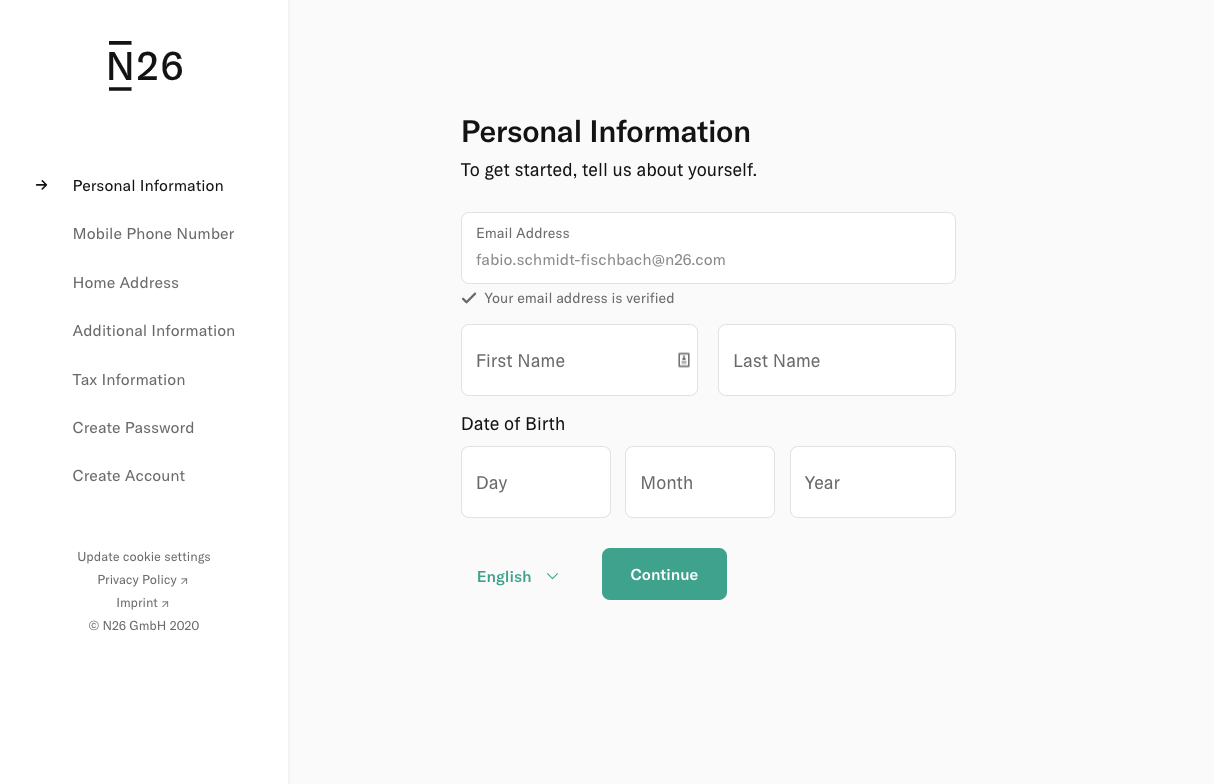 N26
Personal Information
Mobile Phone Number
Home Address
Additional Information
Tax Information
Create Password
Create Account
Update cookie settings
Privacy Policy ↗
Imprint ↗
© N26 GmbH 2020
Personal Information
To get started, tell us about yourself.
Email Address
fabio.schmidt-fischbach@n26.com
Your email address is verified
First Name
Last Name
Date of Birth
Day
Month
Year
English
Continue